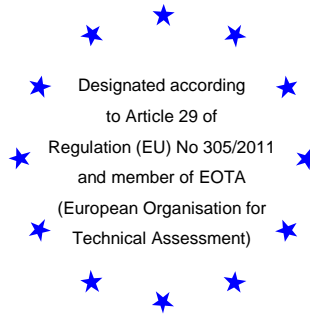 Designated according
to Article 29 of
Regulation (EU) No 305/2011
and member of EOTA
(European Organisation for
Technical Assessment)